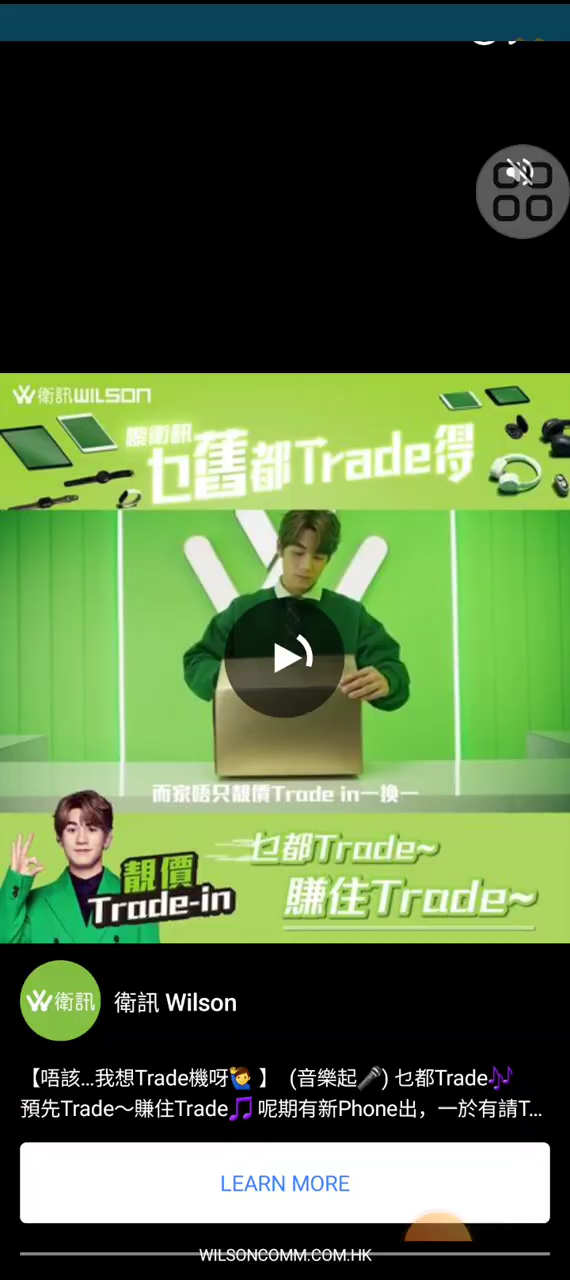 衛訊WILSON
嚟衛訊
乜舊都Trade得
而家唔只靚價Trade in一換一
靚價
Trade-in
乜都Trade~
賺住Trade~
衛訊
衛訊 Wilson
【唔該...我想Trade機呀🙋 】 (音樂起🎤) 乜都Trade🎶
預先Trade～賺住Trade🎵 呢期有新Phone出，一於有請T...
LEARN MORE
WILSONCOMM.COM.HK